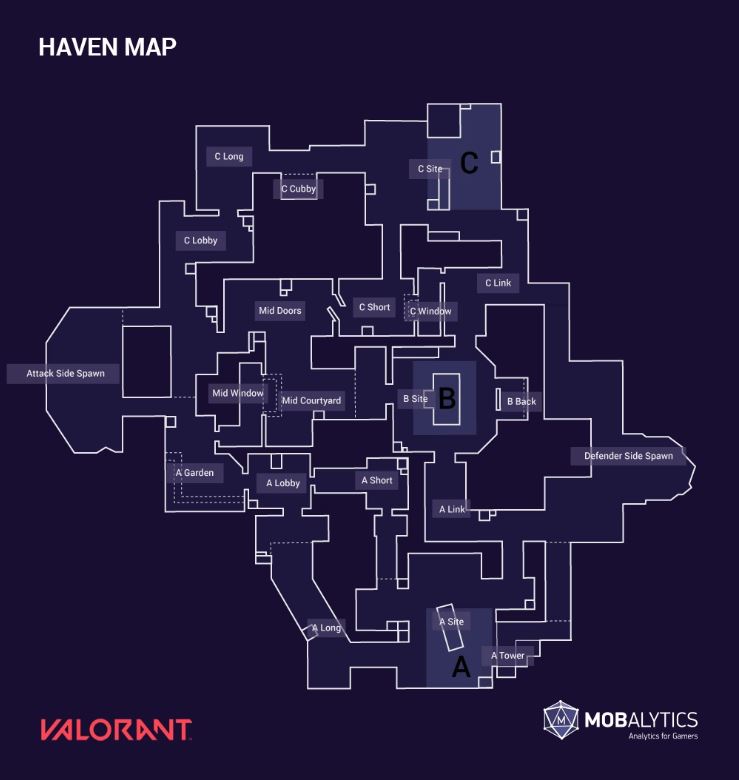 HAVEN MAP
C Long
C Site
C
C Cubby
C Lobby
C Link
Mid Doors
C Short
C Window
Attack Side Spawn
Mid Window
Mid Courtyard
B Site
B
B Back
Defender Side Spawn
A Garden
A Lobby
A Short
A Link
A Long
A Site
A Tower
A
VALORANT
M
MOBALYTICS
Analytics for Gamers